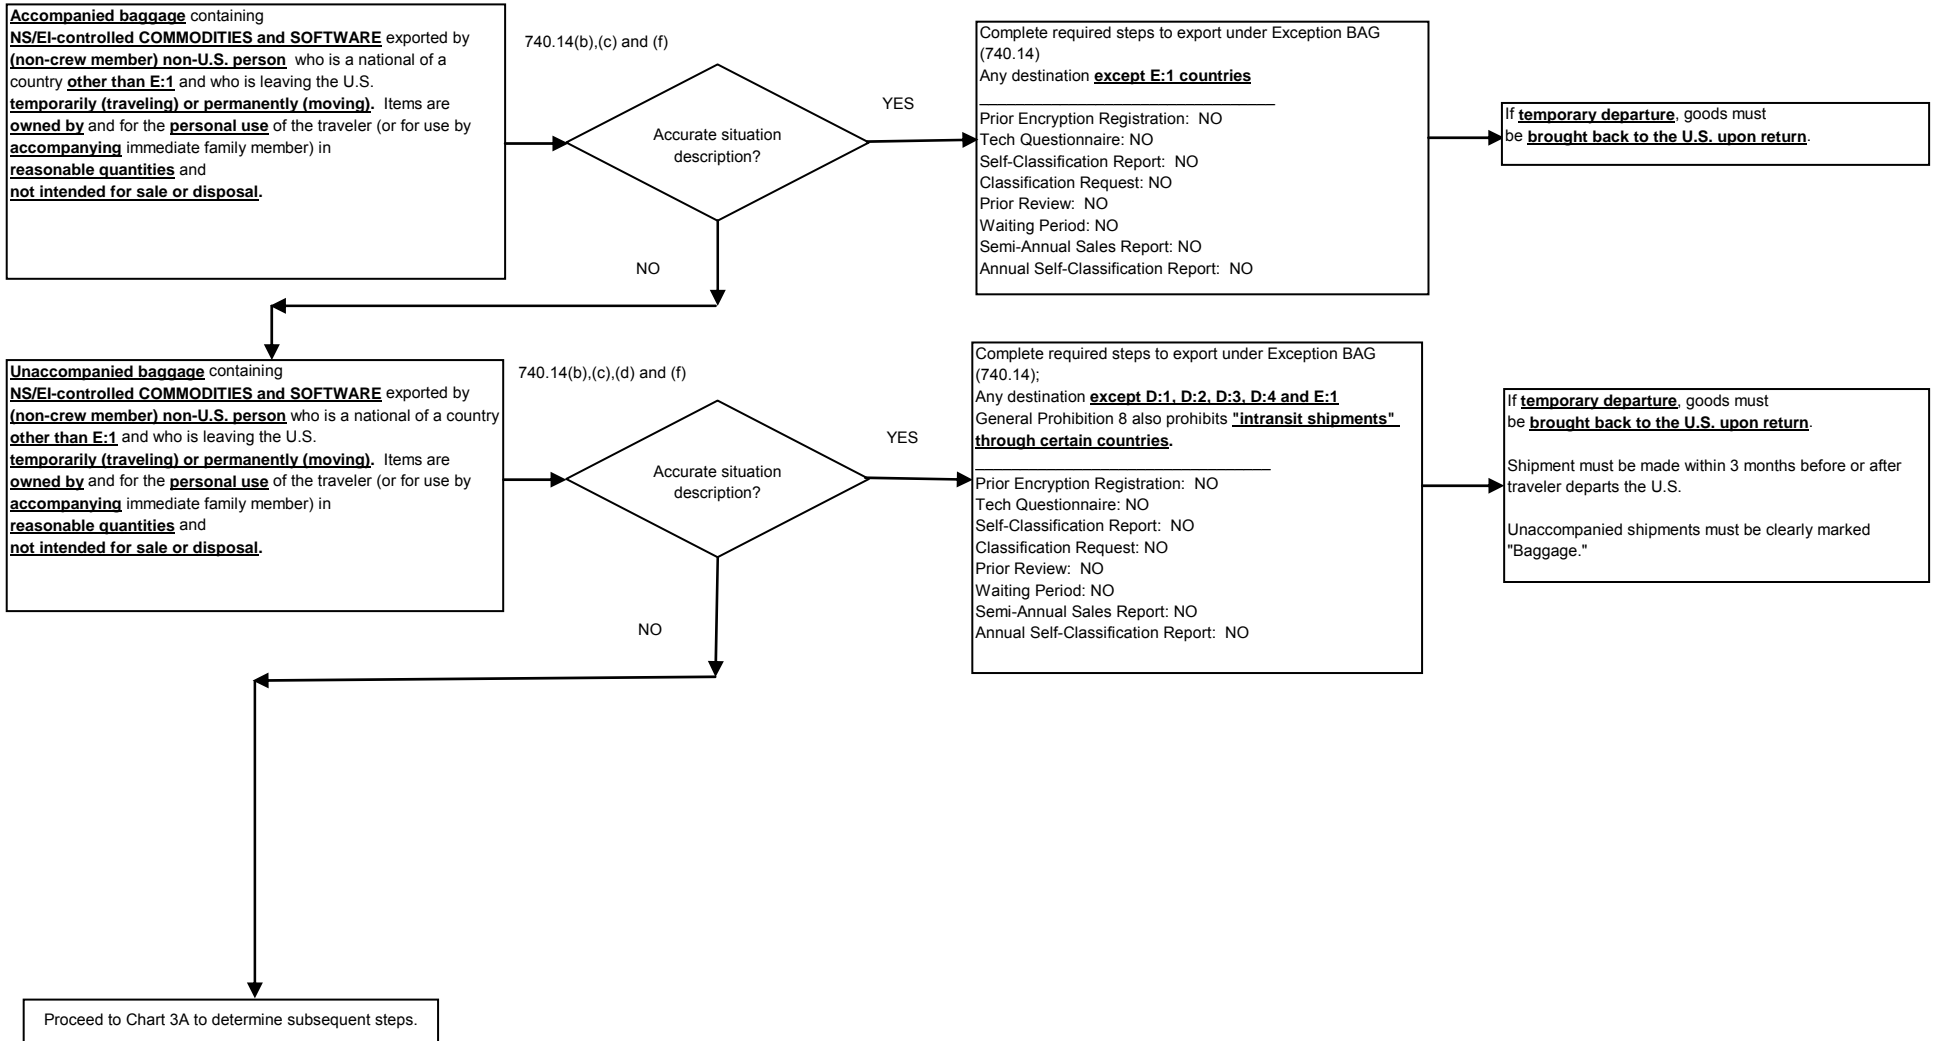 Accompanied baggage containing
NS/EI-controlled COMMODITIES and SOFTWARE exported by
(non-crew member) non-U.S. person who is a national of a
country other than E:1 and who is leaving the U.S.
temporarily (traveling) or permanently (moving). Items are
owned by and for the personal use of the traveler (or for use by
accompanying immediate family member) in
reasonable quantities and
not intended for sale or disposal.
740.14(b),(c) and (f)
Accurate situation
description?
YES
NO
Complete required steps to export under Exception BAG
(740.14)
Any destination except E:1 countries
Prior Encryption Registration: NO
Tech Questionnaire: NO
Self-Classification Report: NO
Classification Request: NO
Prior Review: NO
Waiting Period: NO
Semi-Annual Sales Report: NO
Annual Self-Classification Report: NO
If temporary departure, goods must
be brought back to the U.S. upon return.
Unaccompanied baggage containing
NS/EI-controlled COMMODITIES and SOFTWARE exported by
(non-crew member) non-U.S. person who is a national of a country
other than E:1 and who is leaving the U.S.
temporarily (traveling) or permanently (moving). Items are
owned by and for the personal use of the traveler (or for use by
accompanying immediate family member) in
reasonable quantities and
not intended for sale or disposal.
740.14(b),(c),(d) and (f)
Accurate situation
description?
YES
NO
Complete required steps to export under Exception BAG
(740.14);
Any destination except D:1, D:2, D:3, D:4 and E:1
General Prohibition 8 also prohibits "intransit shipments"
through certain countries.
Prior Encryption Registration: NO
Tech Questionnaire: NO
Self-Classification Report: NO
Classification Request: NO
Prior Review: NO
Waiting Period: NO
Semi-Annual Sales Report: NO
Annual Self-Classification Report: NO
If temporary departure, goods must
be brought back to the U.S. upon return.
Shipment must be made within 3 months before or after
traveler departs the U.S.
Unaccompanied shipments must be clearly marked
"Baggage."
Proceed to Chart 3A to determine subsequent steps.